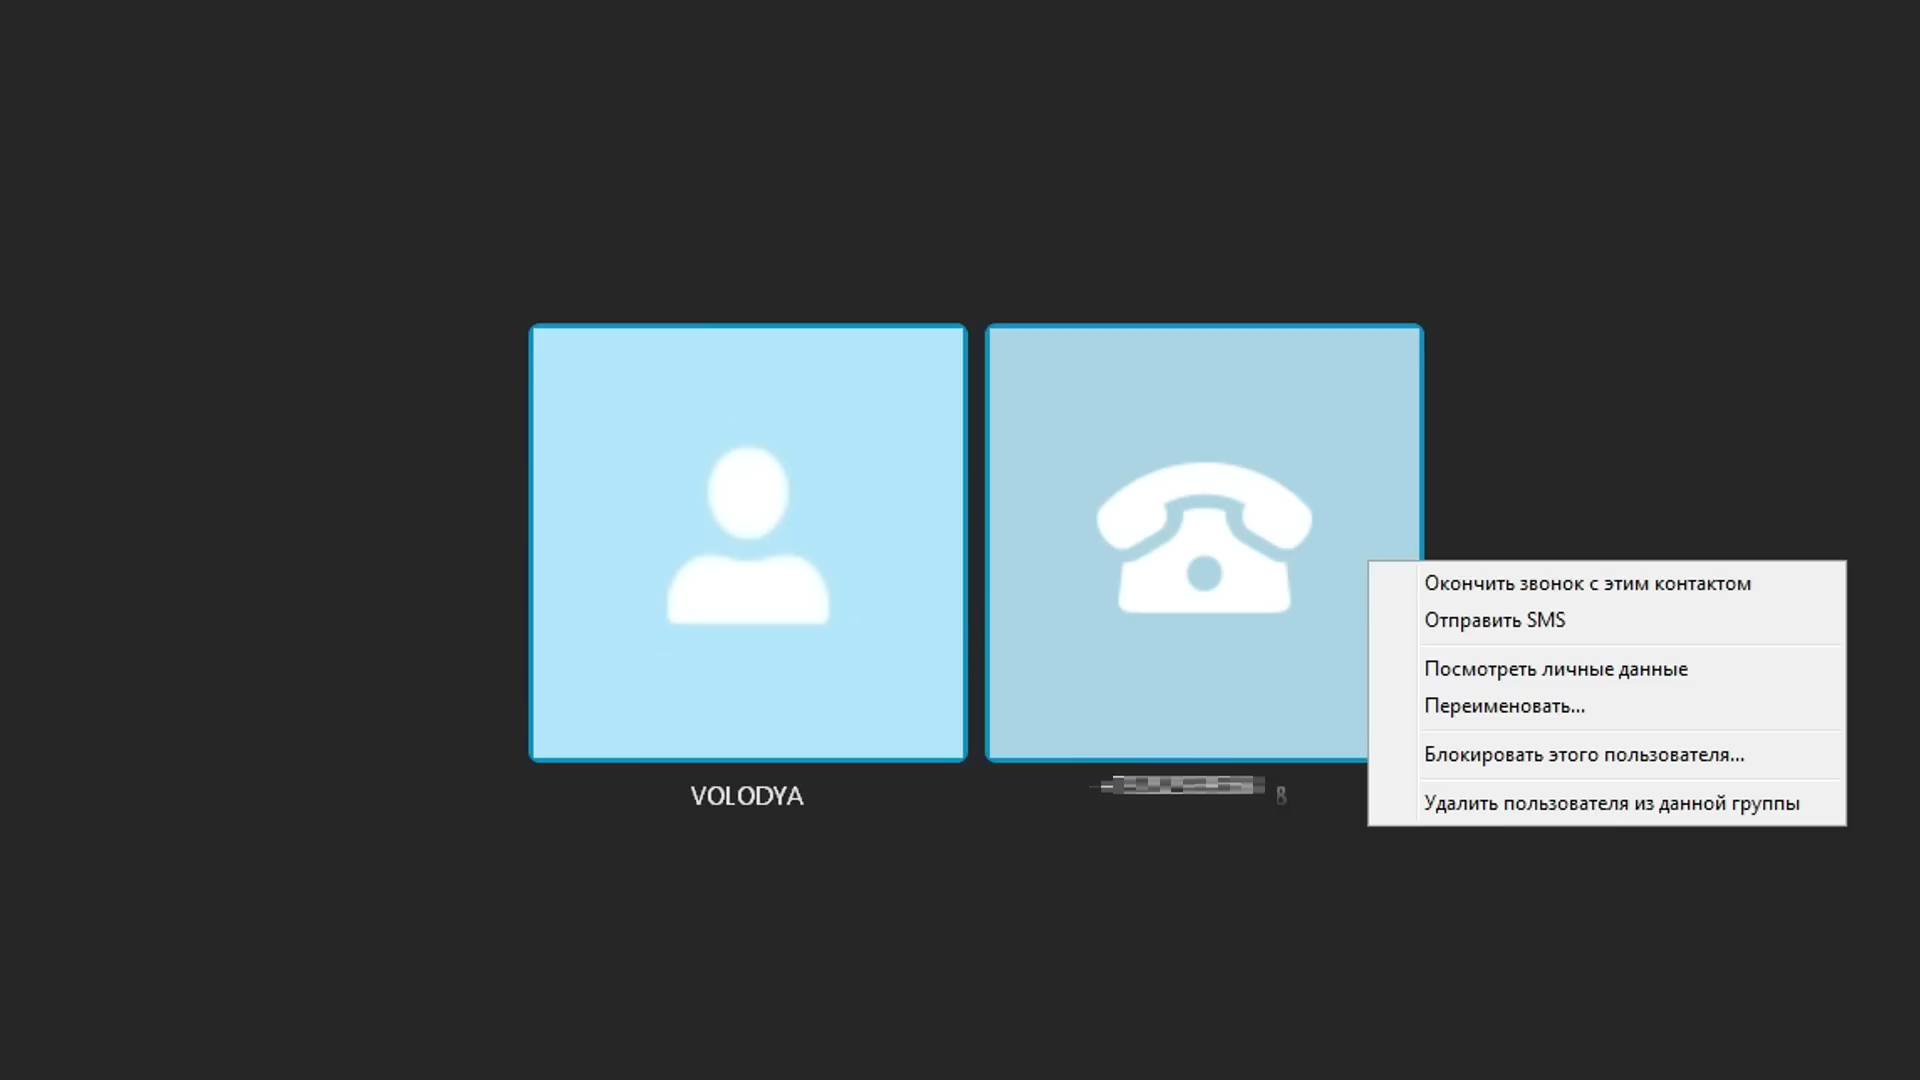 VOLODYA
8
Окончить звонок с этим контактом
Отправить SMS
Посмотреть личные данные
Переименовать...
Блокировать этого пользователя...
Удалить пользователя из данной группы